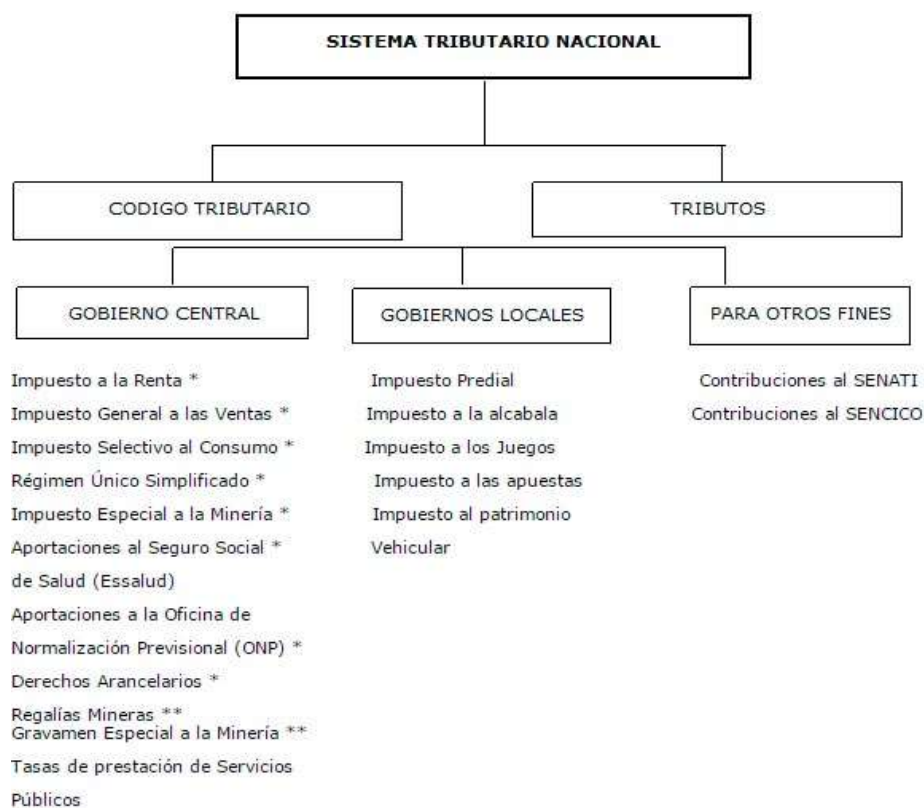 SISTEMA TRIBUTARIO NACIONAL
CODIGO TRIBUTARIO
TRIBUTOS
GOBIERNO CENTRAL
GOBIERNOS LOCALES
PARA OTROS FINES
Impuesto a la Renta *
Impuesto General a las Ventas *
Impuesto Selectivo al Consumo *
Régimen Único Simplificado *
Impuesto Especial a la Minería *
Aportaciones al Seguro Social *
de Salud (Essalud)
Aportaciones a la Oficina de
Normalización Previsional (ONP) *
Derechos Arancelarios *
Regalías Mineras **
Gravamen Especial a la Minería **
Tasas de prestación de Servicios
Públicos
Impuesto Predial
Impuesto a la alcabala
Impuesto a los Juegos
Impuesto a las apuestas
Impuesto al patrimonio
Vehicular
Contribuciones al SENATI
Contribuciones al SENCICO